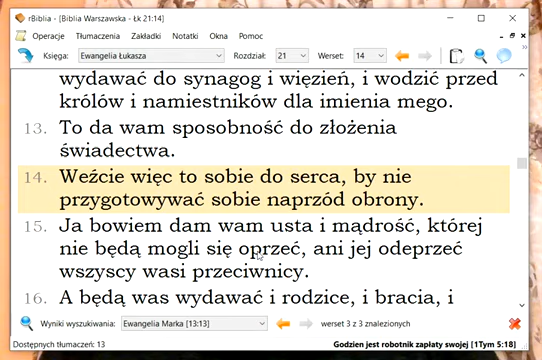 rBiblia - [Biblia Warszawska - Łk 21:14]
Operacje Tłumaczenia Zakładki Notatki Okna Pomoc
Księga: Ewangelia Łukasza Rozdział: 21 Werset: 14
wydawać do synagog i więzień, i wodzić przed
królów i namiestników dla imienia mego.
13. To da wam sposobność do złożenia
świadectwa.
14. Weźcie więc to sobie do serca, by nie
przygotowywać sobie naprzód obrony.
15. Ja bowiem dam wam usta i mądrość, której
nie będą mogli się oprzeć, ani jej odeprzeć
wszyscy wasi przeciwnicy.
16. A będą was wydawać i rodzice, i bracia, i
Wyniki wyszukiwania: Ewangelia Marka [13:13] werset 3 z 3 znalezionych
Dostępnych tłumaczeń: 13 Godzien jest robotnik zapłaty swojej [1Tym 5:18]